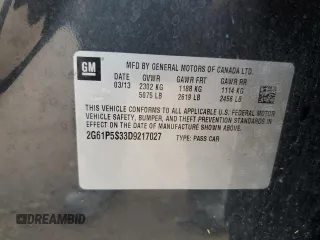 GM
MFD BY GENERAL MOTORS OF CANADA LTD.
DATE GVWR GAWR FRT GAWR RR
03/13 2302 KG 1188 KG 1114 KG
5075 LB 2619 LB 2456 LB
THIS VEHICLE CONFORMS TO ALL APPLICABLE U.S. FEDERAL MOTOR
VEHICLE SAFETY, BUMPER, AND THEFT PREVENTION STANDARDS IN EFFECT ON THE
DATE OF MANUFACTURE SHOWN ABOVE.
2G61P5S33D9217027 TYPE: PASS CAR
AUTOBIDMASTER